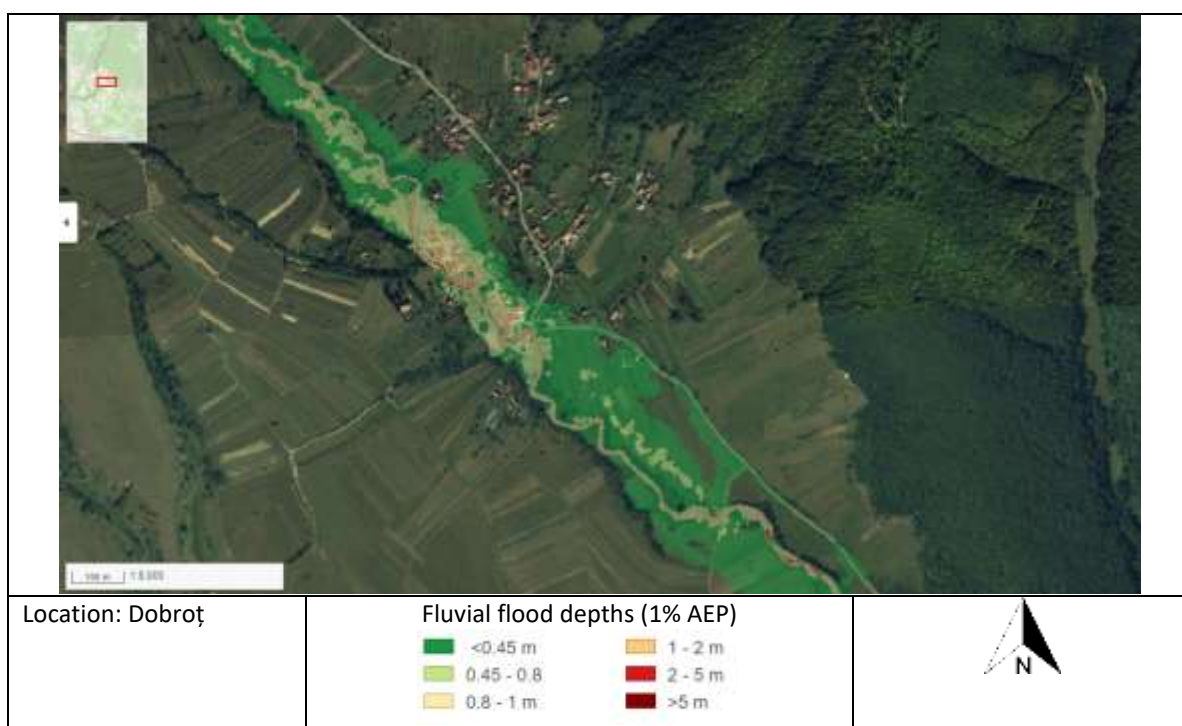 100 m
Location: Dobroț
Fluvial flood depths (1% AEP)
<0.45 m
0.45 - 0.8
0.8 - 1 m
1 - 2 m
2 - 5 m
>5 m
N